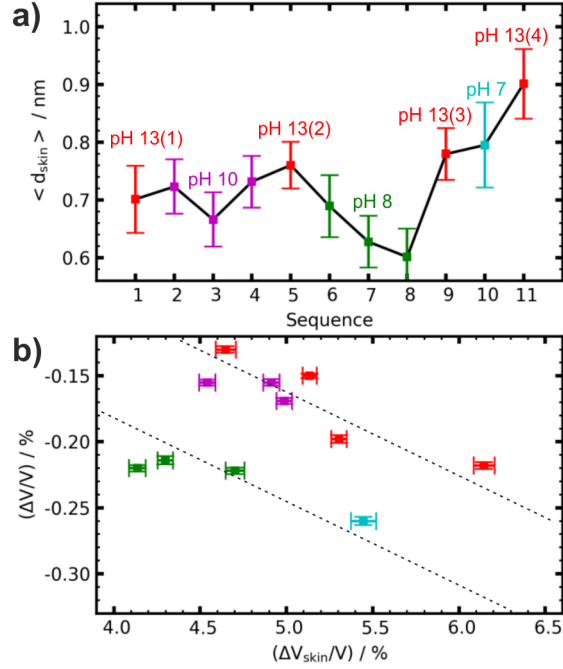 a)
pH 13(4)
1.0
pH 7
0.9
pH 13(3)
pH 13(1)
pH 13(2)
0.8
pH 10
pH 8
0.7
0.6
< d_skin > / nm
1 2 3 4 5 6 7 8 9 10 11
Sequence
b)
-0.15
-0.20
-0.25
-0.30
(ΔV/V) / %
4.0 4.5 5.0 5.5 6.0 6.5
(ΔV_skin/V) / %